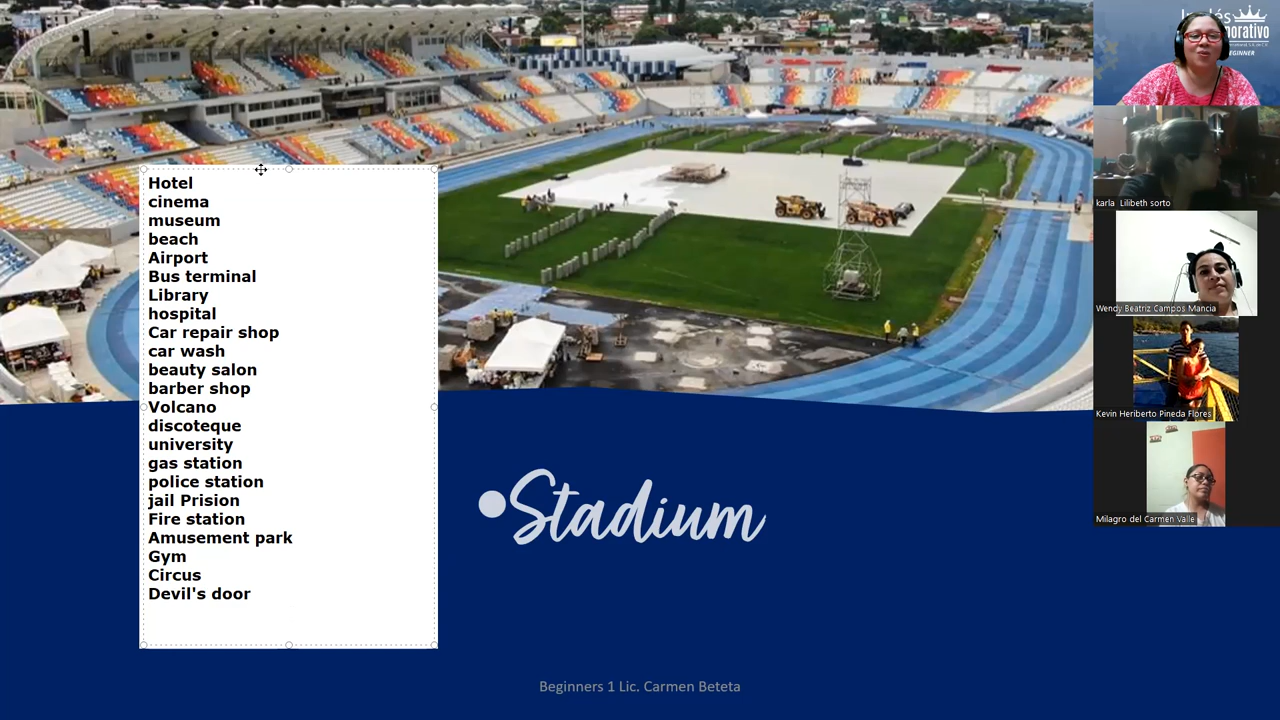 Hotel
cinema
museum
beach
Airport
Bus terminal
Library
hospital
Car repair shop
car wash
beauty salon
barber shop
Volcano
discoteque
university
gas station
police station
jail Prision
Fire station
Amusement park
Gym
Circus
Devil's door
•Stadium
Beginners 1 Lic. Carmen Beteta
karla Lilibeth sorto
Wendy Beatriz Campos Mancia
Kevin Heriberto Pineda Flores
Milagro del Carmen Valle